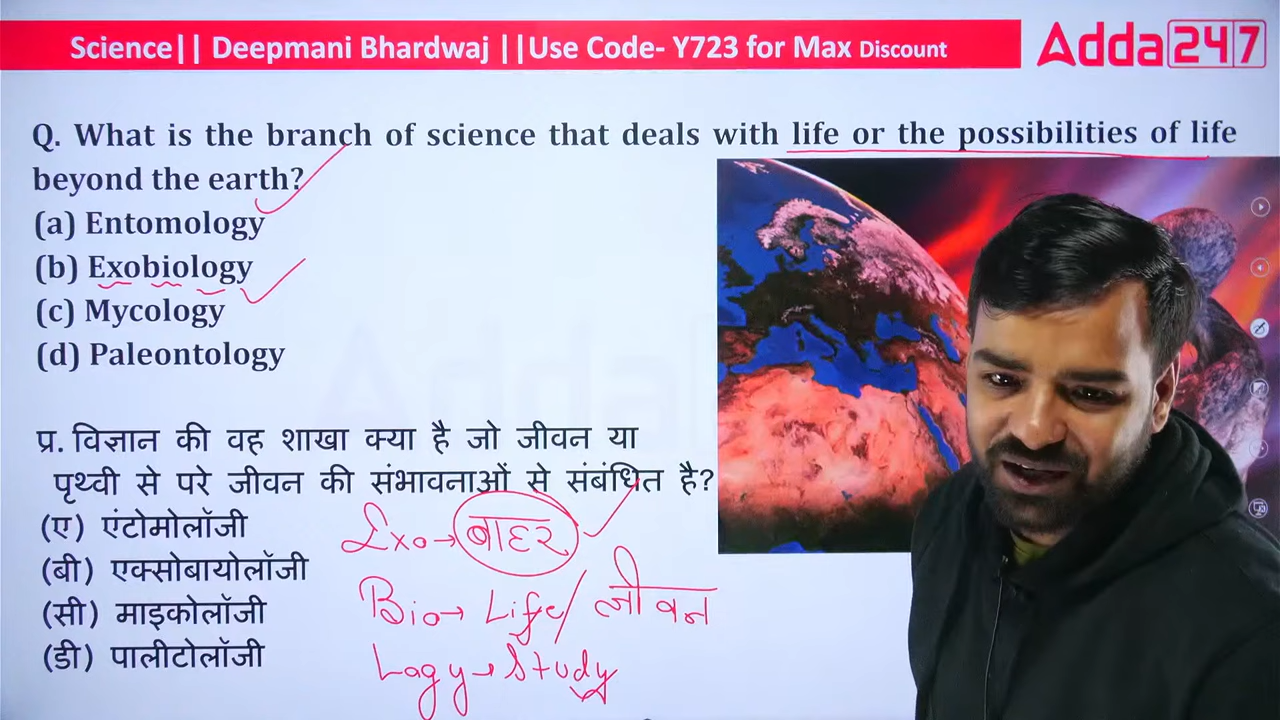 Science|| Deepmani Bhardwaj ||Use Code- Y723 for Max Discount
Adda247
Q. What is the branch of science that deals with life or the possibilities of life
beyond the earth?
(a) Entomology
(b) Exobiology
(c) Mycology
(d) Paleontology
प्र. विज्ञान की वह शाखा क्या है जो जीवन या
पृथ्वी से परे जीवन की संभावनाओं से संबंधित है?
(ए) एंटोमोलॉजी
(बी) एक्सोबायोलॉजी
(सी) माइकोलॉजी
(डी) पालीटोलॉजी
Exo→ बाहर
Bio→ Life/ जीवन
Logy→ Study